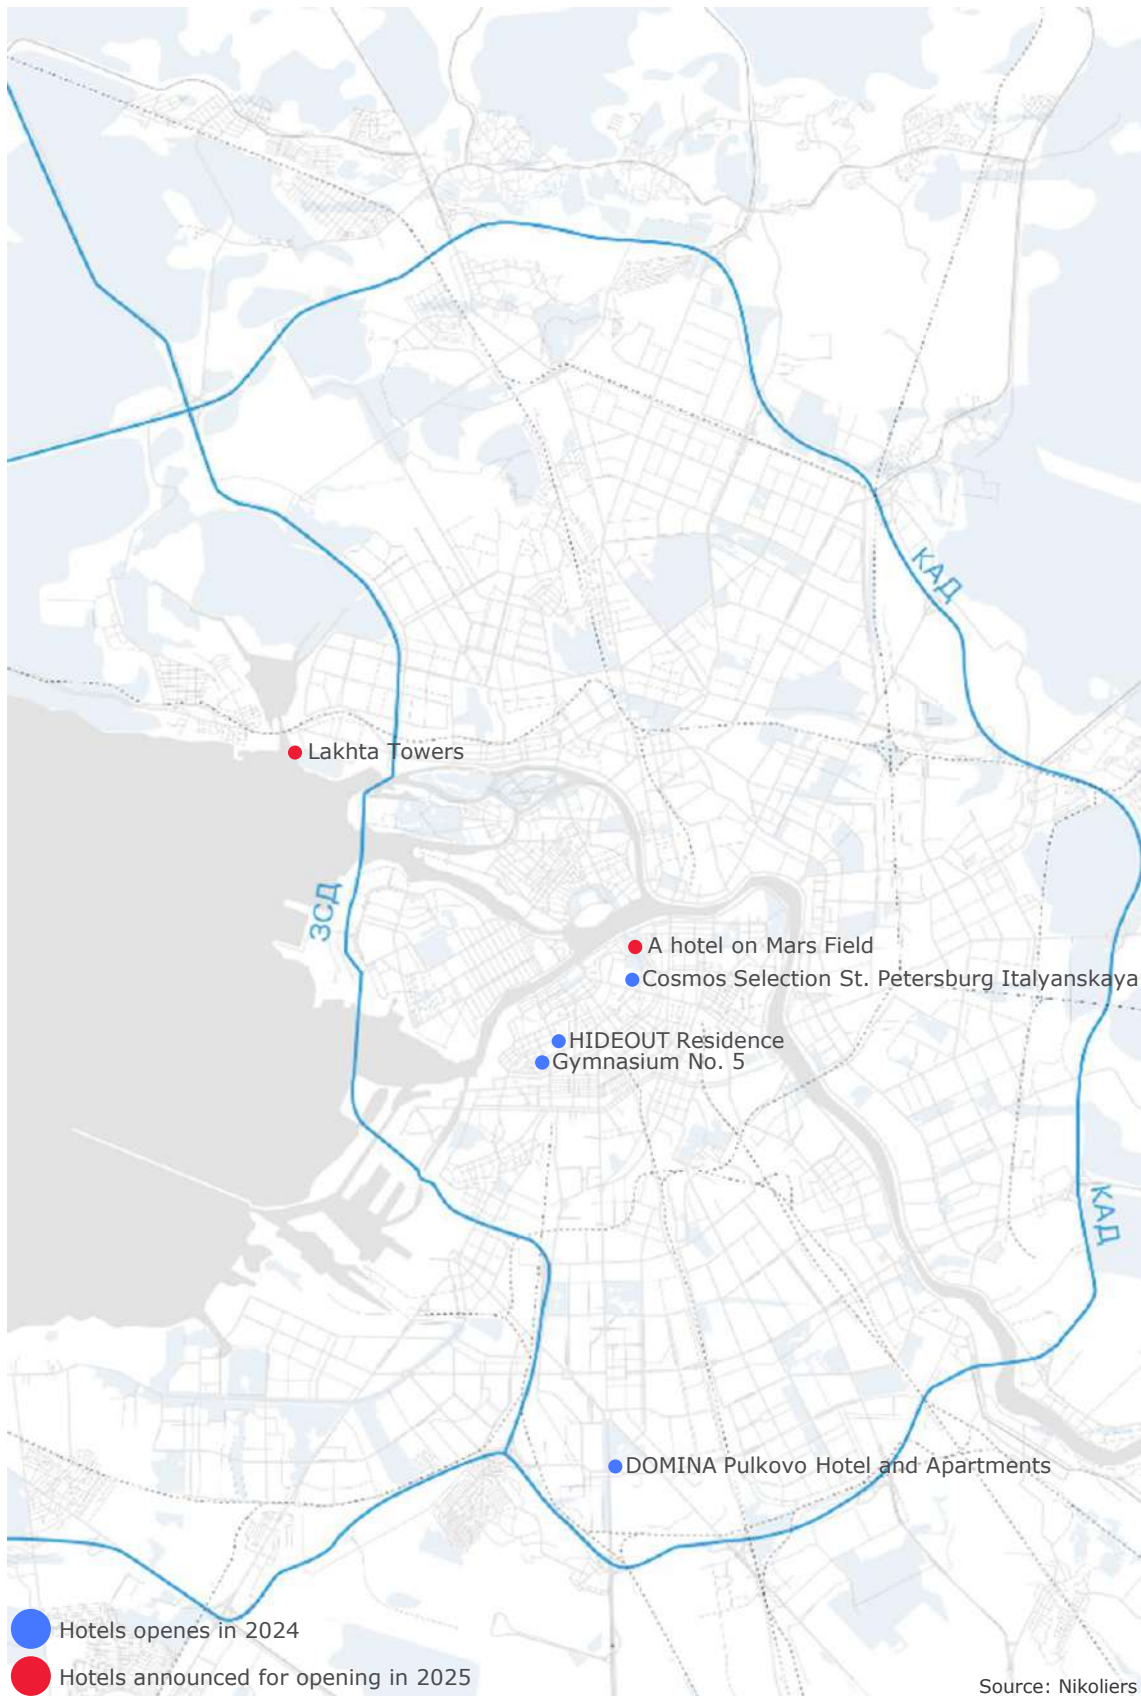 КАД
Lakhta Towers
ЗСД
A hotel on Mars Field
Cosmos Selection St. Petersburg Italyanskaya
HIDEOUT Residence
Gymnasium No. 5
КАД
DOMINA Pulkovo Hotel and Apartments
Hotels openes in 2024
Hotels announced for opening in 2025
Source: Nikoliers